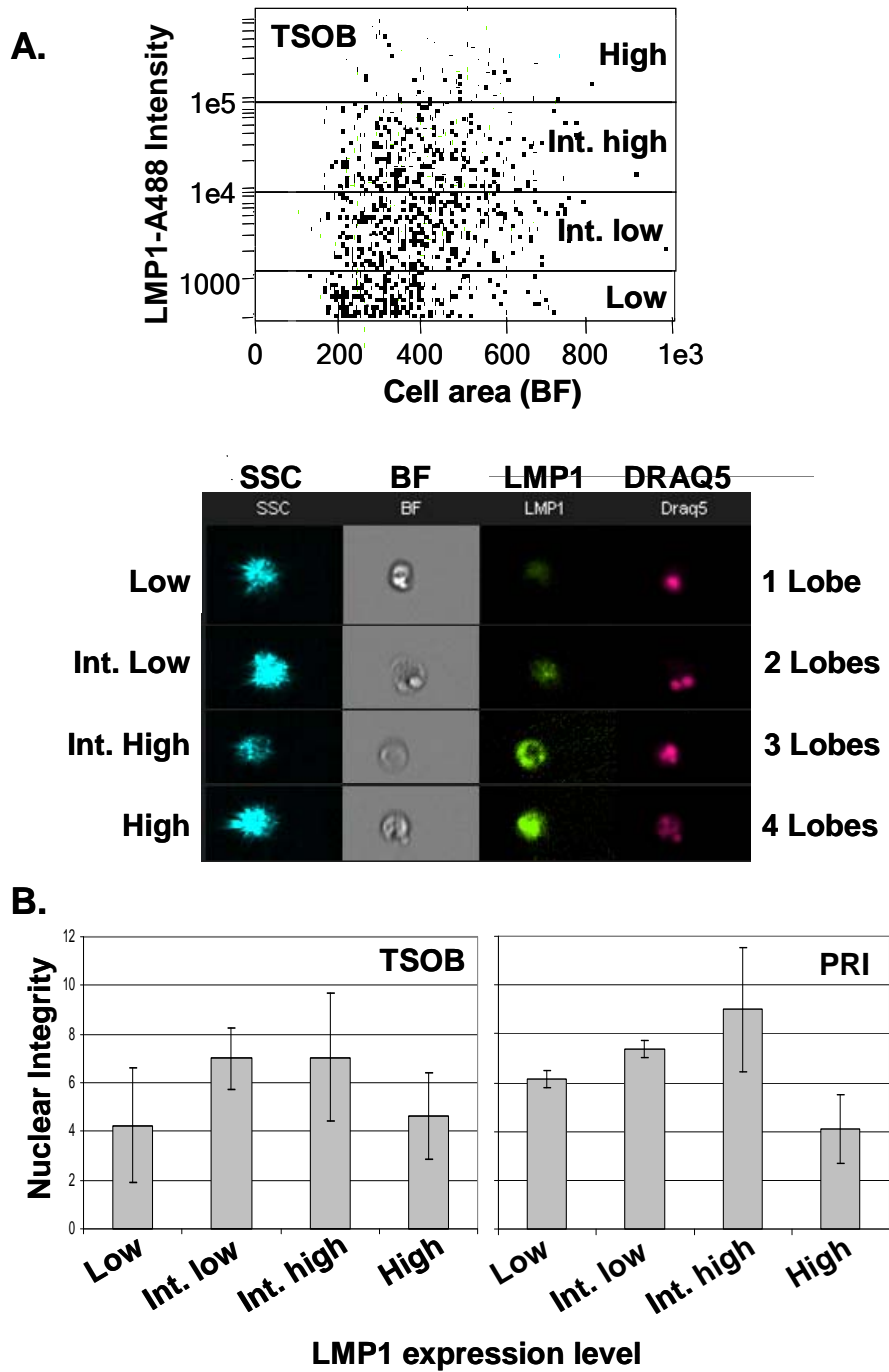 A.
TSOB
High
Int. high
Int. low
Low
LMP1-A488 Intensity
1e5
1e4
1000
0 200 400 600 800 1e3
Cell area (BF)
SSC BF LMP1 DRAQ5
SSC BF LMP1 Draq5
Low 1 Lobe
Int. Low 2 Lobes
Int. High 3 Lobes
High 4 Lobes
B.
Nuclear Integrity
12
10
8
6
4
2
0
TSOB
PRI
Low Int. low Int. high High Low Int. low Int. high High
LMP1 expression level